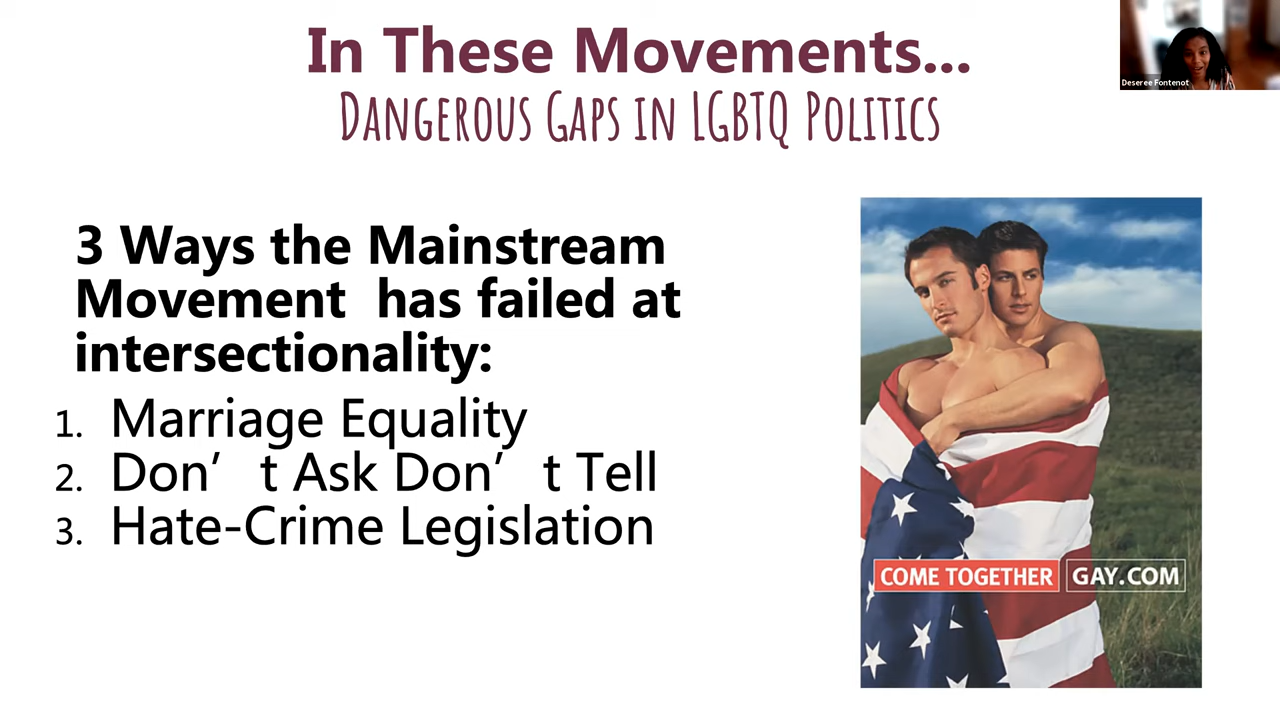 In These Movements...
Dangerous Gaps in LGBTQ Politics
Deseree Fontenot
3 Ways the Mainstream
Movement  has failed at
intersectionality:
1. Marriage Equality
2. Don’ t Ask Don’ t Tell
3. Hate-Crime Legislation
COME TOGETHER GAY.COM